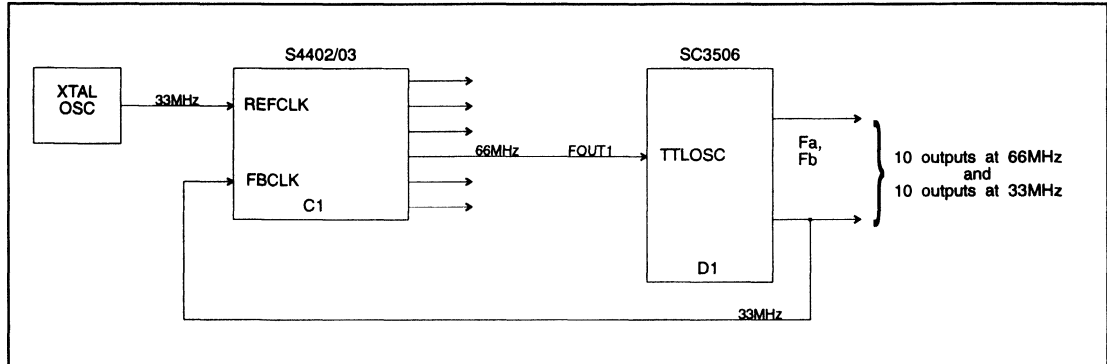 S4402/03
SC3506
XTAL
OSC
33MHz
REFCLK
FBCLK
C1
66MHz
FOUT1
TTLOSC
D1
Fa,
Fb
10 outputs at 66MHz
and
10 outputs at 33MHz
33MHz